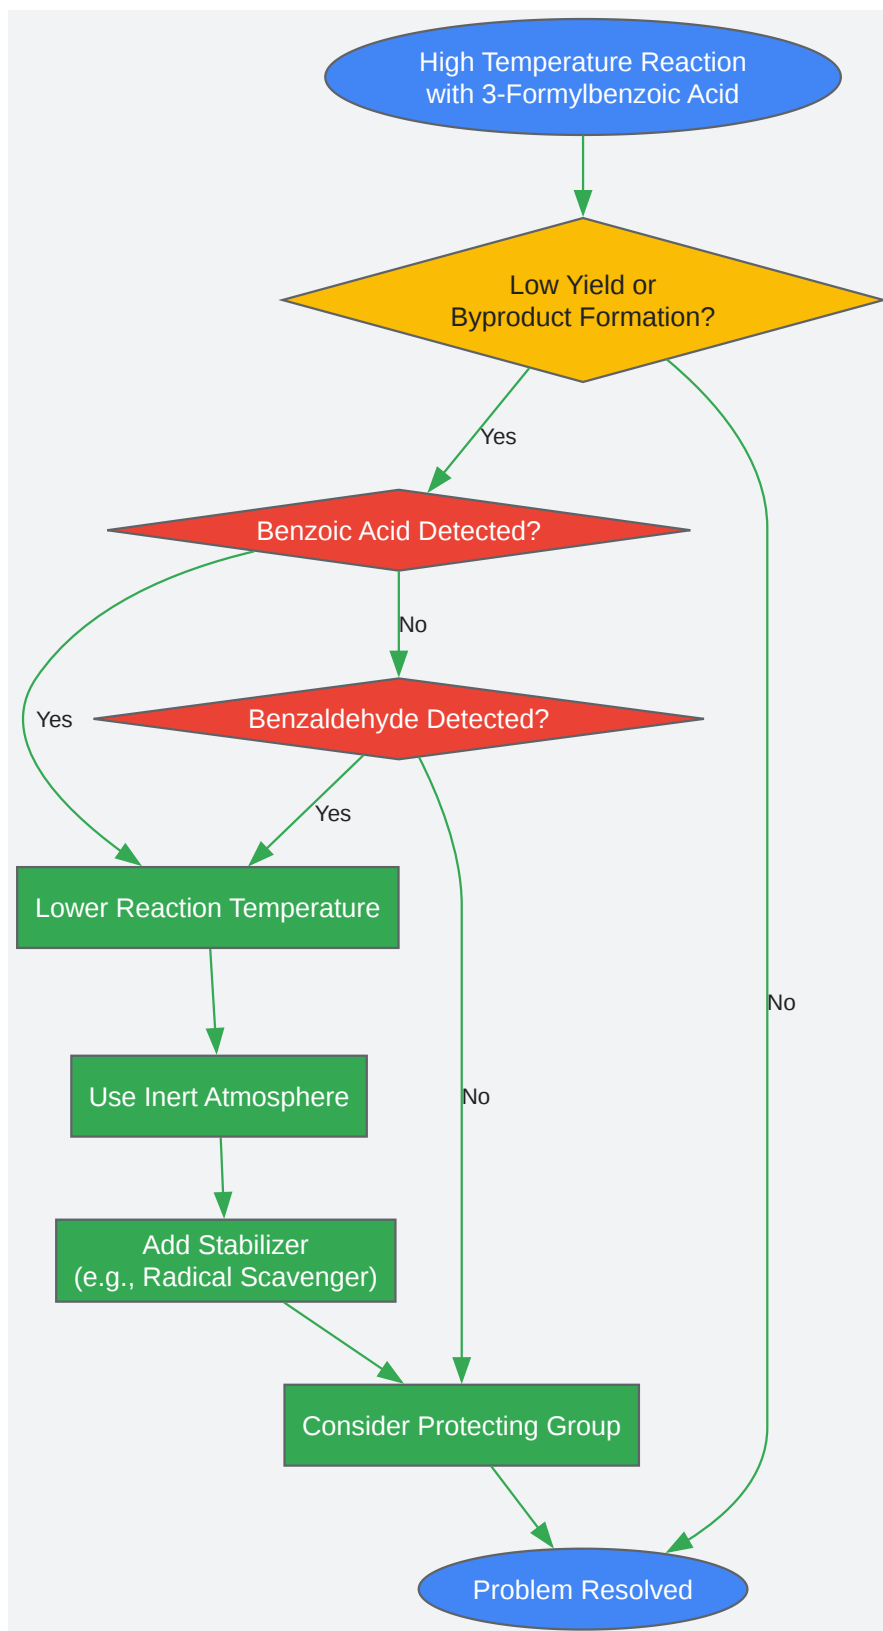 High Temperature Reaction
with 3-Formylbenzoic Acid
Low Yield or
Byproduct Formation?
Yes
Benzoic Acid Detected?
No
Benzaldehyde Detected?
Yes
Yes
Lower Reaction Temperature
No
Use Inert Atmosphere
No
Add Stabilizer
(e.g., Radical Scavenger)
Consider Protecting Group
Problem Resolved